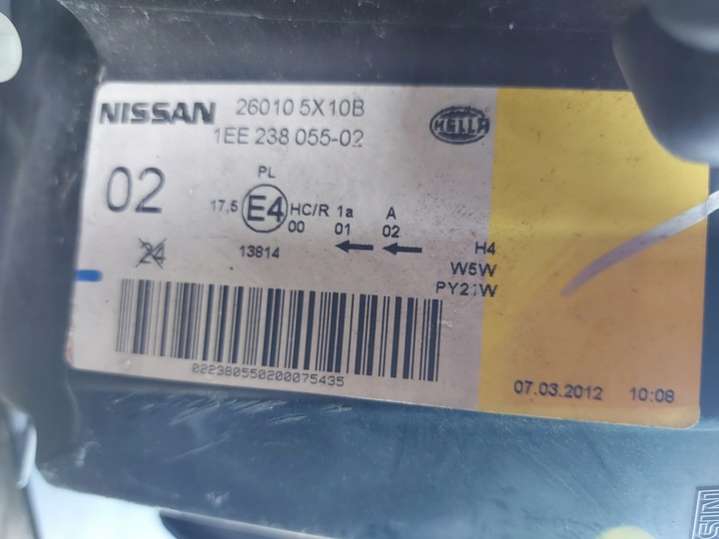 NISSAN 26010 5X10B
1EE 238 055-02
HELLA
02
PL
17,5 E4 HC/R 1a A
00 01 02
24 13814 H4
W5W
PY21W
022380550200075435
07.03.2012 10:08
NIS